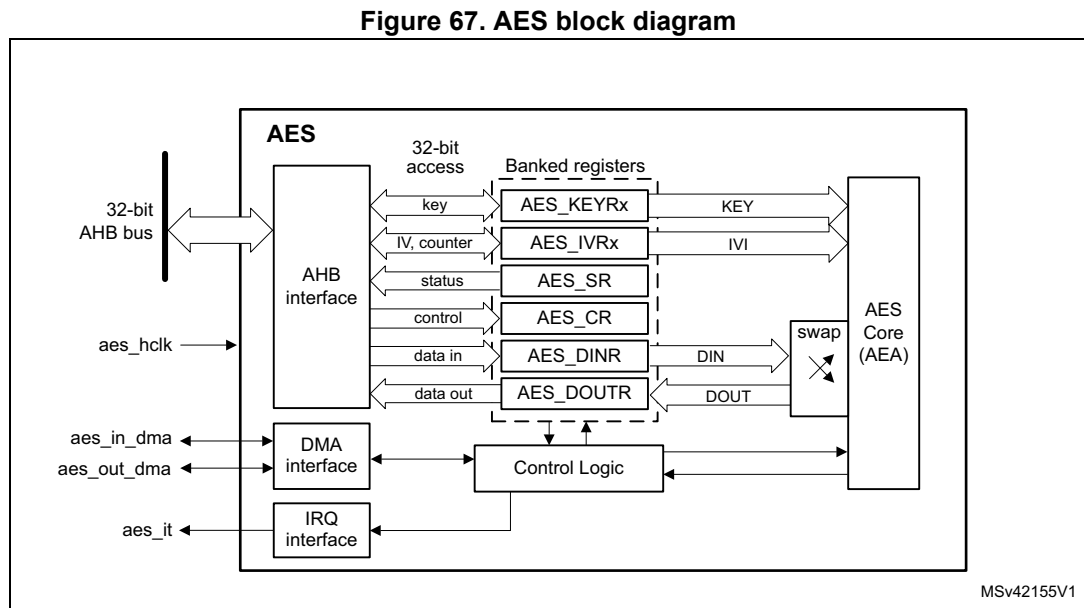 Figure 67. AES block diagram
AES
32-bit
access
Banked registers
32-bit
AHB bus
AHB
interface
key
AES_KEYRx
KEY
IV, counter
AES_IVRx
IVI
status
AES_SR
control
AES_CR
data in
AES_DINR
DIN
data out
AES_DOUTR
DOUT
swap
AES
Core
(AEA)
aes_hclk
aes_in_dma
aes_out_dma
DMA
interface
Control Logic
aes_it
IRQ
interface
MSv42155V1